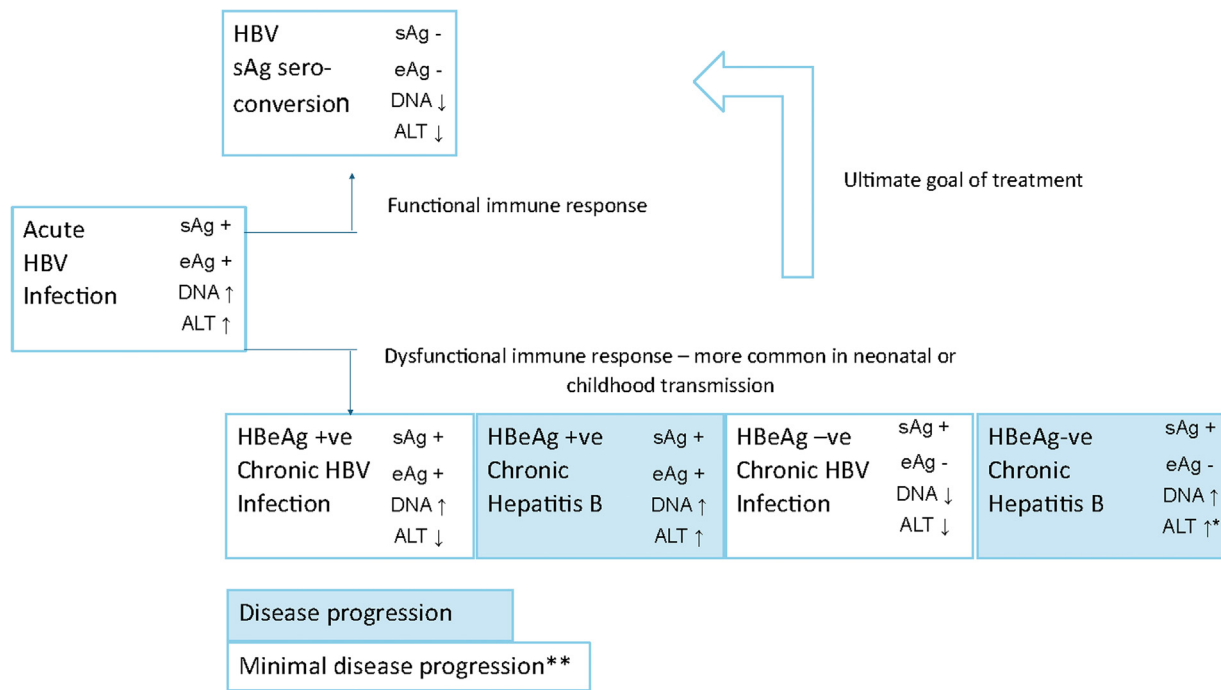 HBV
sAg sero-
conversion
sAg -
eAg -
DNA ↓
ALT ↓
Ultimate goal of treatment
Functional immune response
Acute
HBV
Infection
sAg +
eAg +
DNA ↑
ALT ↑
Dysfunctional immune response – more common in neonatal or
childhood transmission
HBeAg +ve
Chronic HBV
Infection
sAg +
eAg +
DNA ↑
ALT ↓
HBeAg +ve
Chronic
Hepatitis B
sAg +
eAg +
DNA ↑
ALT ↑
HBeAg –ve
Chronic HBV
Infection
sAg +
eAg -
DNA ↓
ALT ↓
HBeAg-ve
Chronic
Hepatitis B
sAg +
eAg -
DNA ↑
ALT ↑*
Disease progression
Minimal disease progression**